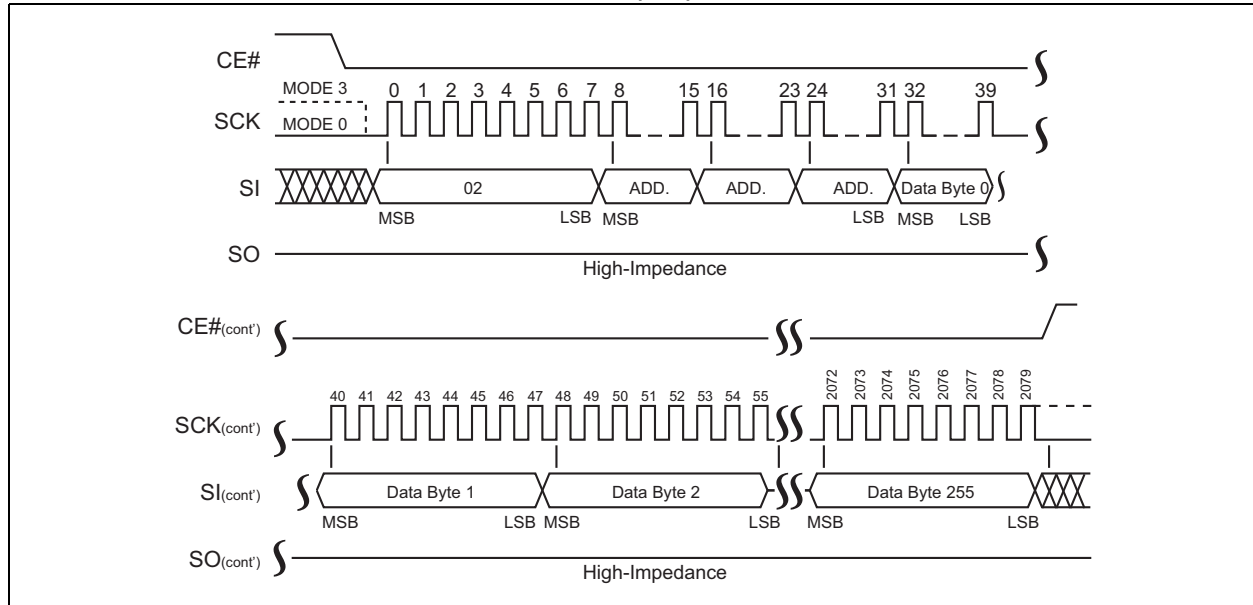 CE#
MODE 3
0 1 2 3 4 5 6 7 8 15 16 23 24 31 32 39
SCK
MODE 0
SI 02 ADD. ADD. ADD. Data Byte 0
MSB LSB MSB LSB MSB LSB
SO
High-Impedance
CE#(cont')
40 41 42 43 44 45 46 47 48 49 50 51 52 53 54 55 2072 2073 2074 2075 2076 2077 2078 2079
SCK(cont')
SI(cont') Data Byte 1 Data Byte 2 Data Byte 255
MSB LSB MSB LSB MSB LSB
SO(cont')
High-Impedance